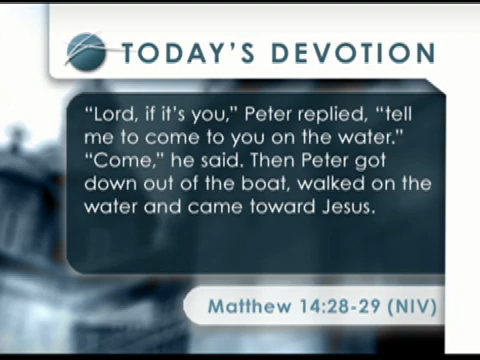 TODAY'S DEVOTION
“Lord, if it's you,” Peter replied, “tell
me to come to you on the water.”
“Come,” he said. Then Peter got
down out of the boat, walked on the
water and came toward Jesus.
Matthew 14:28-29 (NIV)